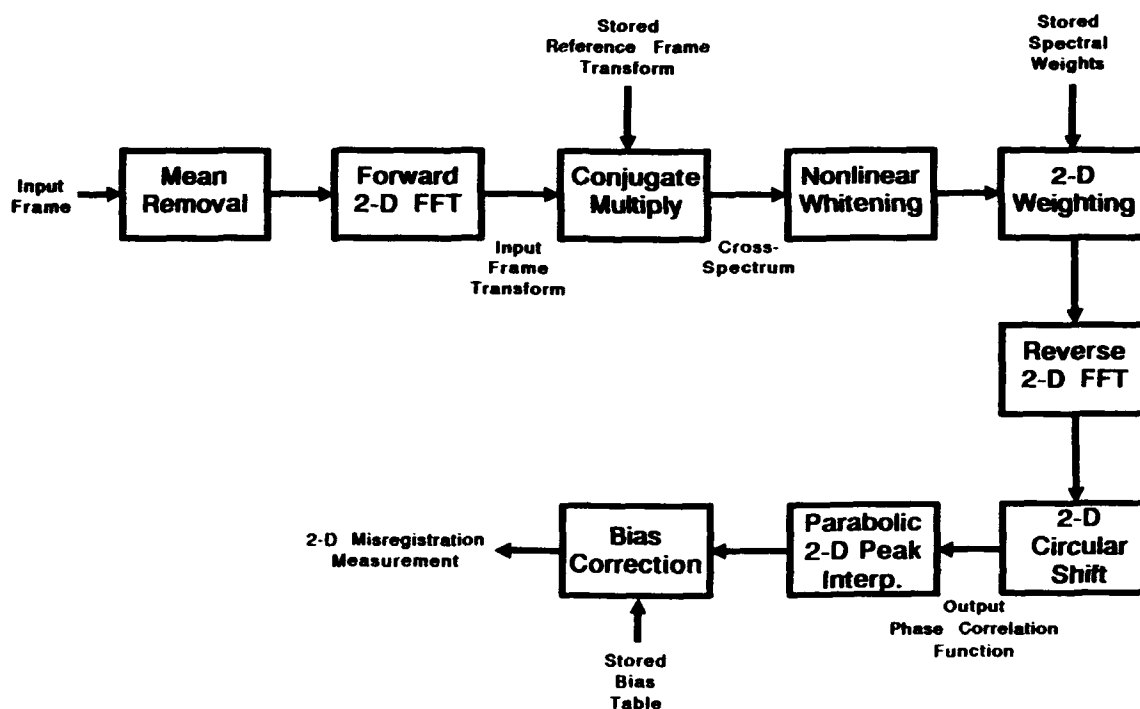 Stored
Reference Frame
Transform
Stored
Spectral
Weights
Input
Frame
Mean
Removal
Forward
2-D FFT
Conjugate
Multiply
Nonlinear
Whitening
2-D
Weighting
Input
Frame
Transform
Cross-
Spectrum
Reverse
2-D FFT
2-D Misregistration
Measurement
Bias
Correction
Parabolic
2-D Peak
Interp.
2-D
Circular
Shift
Output
Phase Correlation
Function
Stored
Bias
Table